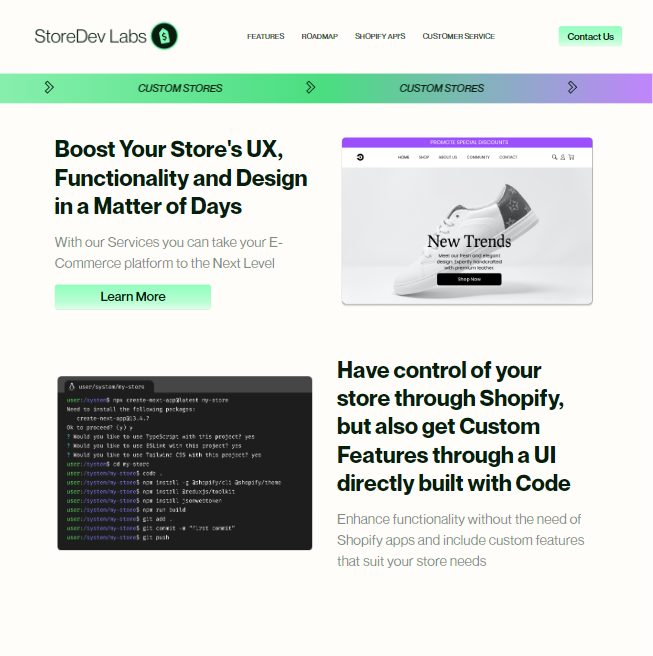 StoreDev Labs
FEATURES ROADMAP SHOPIFY API'S CUSTOMER SERVICE
Contact Us
CUSTOM STORES CUSTOM STORES
Boost Your Store's UX,
Functionality and Design
in a Matter of Days
With our Services you can take your E-
Commerce platform to the Next Level
Learn More
PROMOTE SPECIAL DISCOUNTS
HOME SHOP ABOUT US COMMUNITY CONTACT
New Trends
Meet our fresh and elegant
design. Expertly handcrafted
with premium leather.
Shop Now
user/system/my-store
user:/system$ npx create-next-app@latest my-store
Need to install the following packages:
create-next-app@13.4.7
Ok to proceed? (y) y
? Would you like to use TypeScript with this project? yes
? Would you like to use ESLint with this project? yes
? Would you like to use Tailwind CSS with this project? yes
user:/system$ cd my-store
user:/system/my-store$ code .
user:/system/my-store$ npm install -g @shopify/cli @shopify/theme
user:/system/my-store$ npm install @reduxjs/toolkit
user:/system/my-store$ npm install jsonwebtoken
user:/system/my-store$ npm run build
user:/system/my-store$ git add .
user:/system/my-store$ git commit -m "first commit"
user:/system/my-store$ git push
Have control of your
store through Shopify,
but also get Custom
Features through a UI
directly built with Code
Enhance functionality without the need of
Shopify apps and include custom features
that suit your store needs